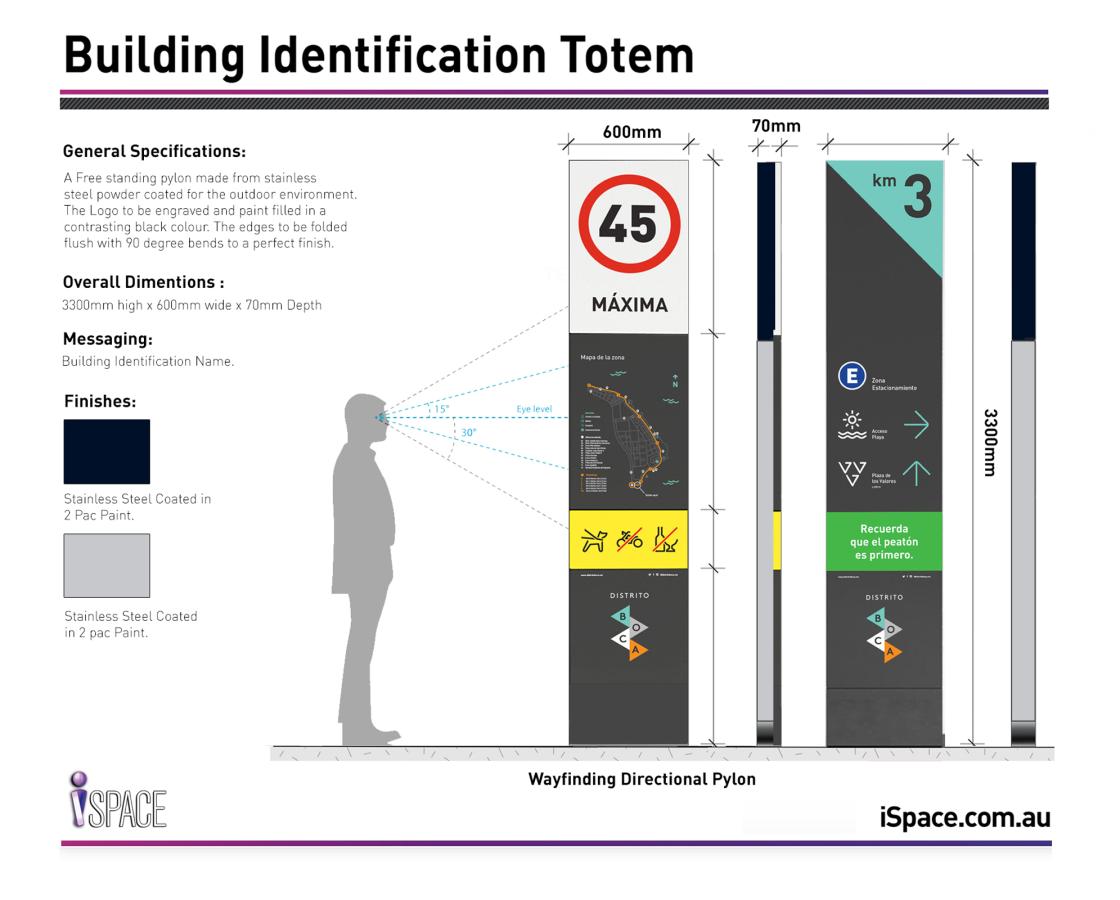 Building Identification Totem
General Specifications:
A Free standing pylon made from stainless
steel powder coated for the outdoor environment.
The Logo to be engraved and paint filled in a
contrasting black colour. The edges to be folded
flush with 90 degree bends to a perfect finish.
Overall Dimentions :
3300mm high x 600mm wide x 70mm Depth
Messaging:
Building Identification Name.
Finishes:
Stainless Steel Coated in
2 Pac Paint.
Stainless Steel Coated
in 2 pac Paint.
15°
30°
Eye level
600mm
45
MÁXIMA
Mapa de la zona
N
DISTRITO
B
O
C
A
70mm
km 3
E
Zona
Estacionamiento
Acceso
Playa
Plaza de
los Valores
Recuerda
que el peatón
es primero.
DISTRITO
B
O
C
A
3300mm
Wayfinding Directional Pylon
iSPACE
iSpace.com.au